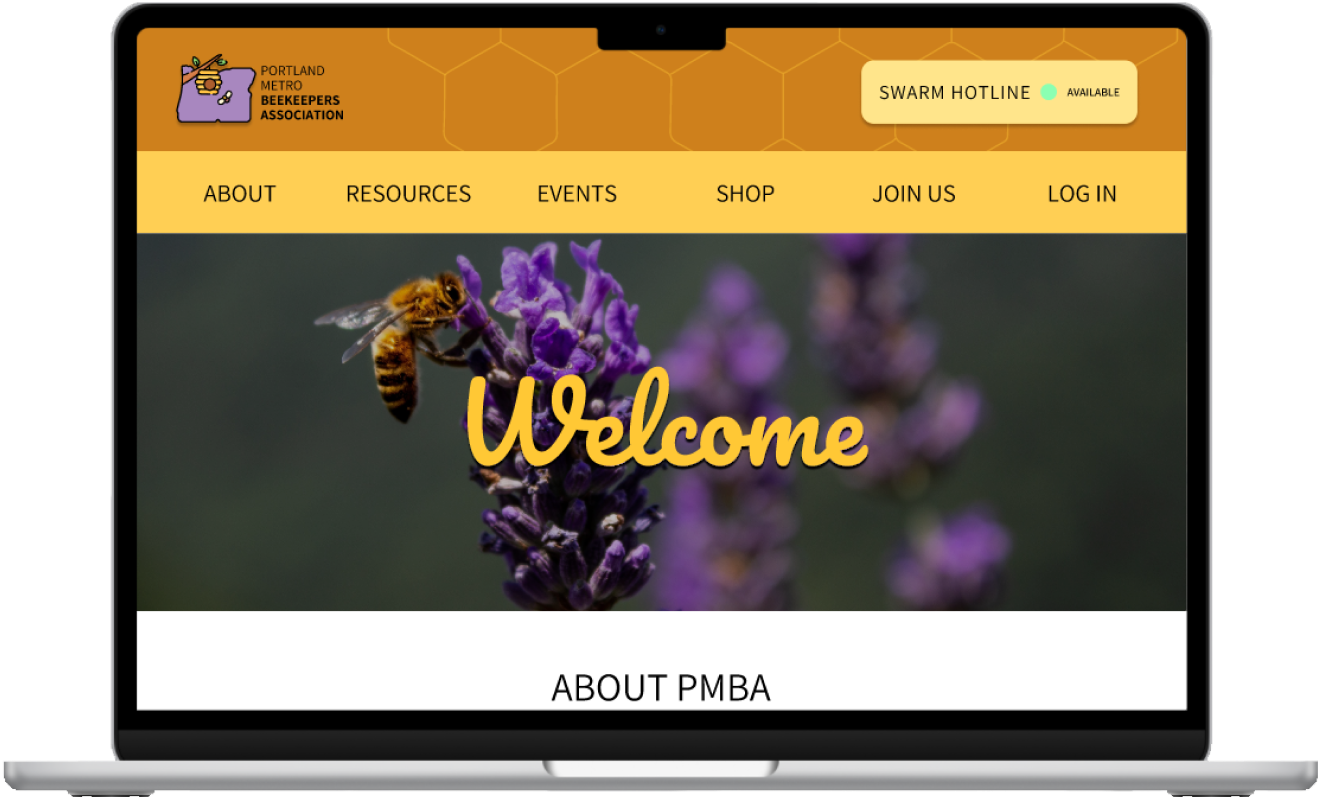 PORTLAND
METRO
BEEKEEPERS
ASSOCIATION
SWARM HOTLINE AVAILABLE
ABOUT RESOURCES EVENTS SHOP JOIN US LOG IN
Welcome
ABOUT PMBA